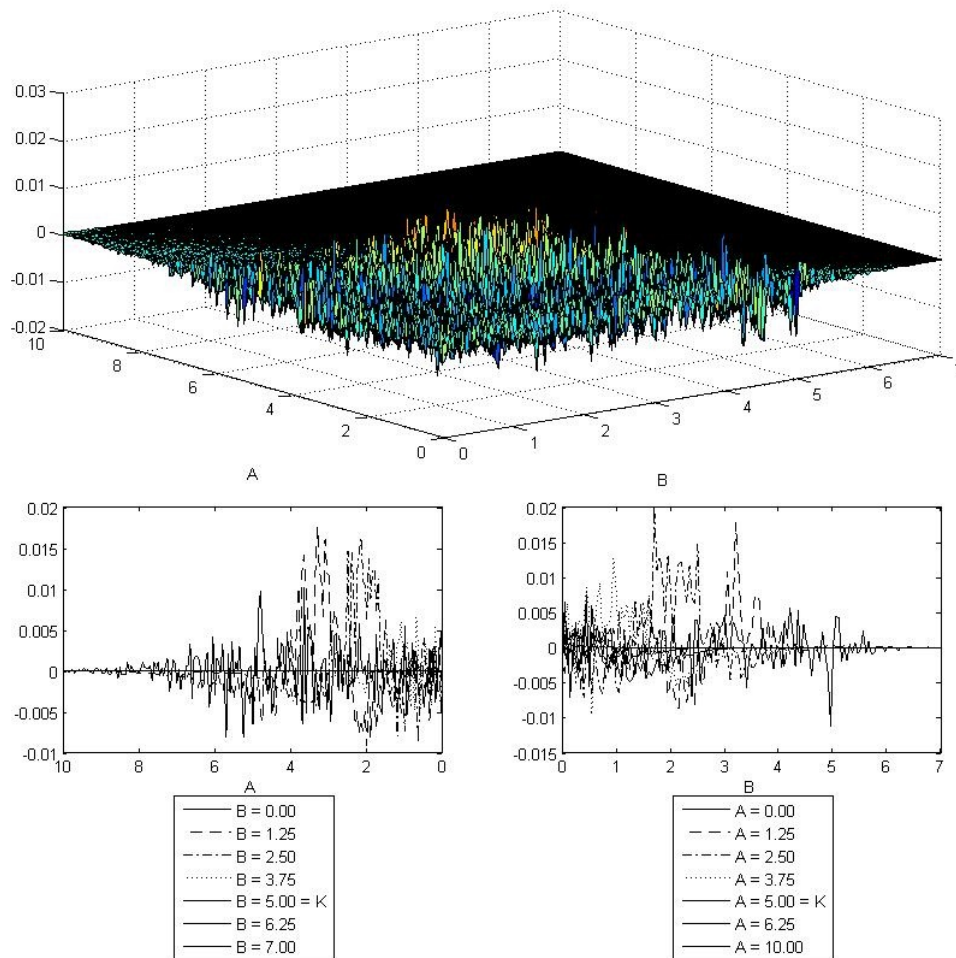 0.03
0.02
0.01
0
-0.01
-0.02
10
8
6
4
2
0
0
1
2
3
4
5
6
A
B
0.02
0.015
0.01
0.005
0
-0.005
-0.01
10
8
6
4
2
0
A
B = 0.00
B = 1.25
B = 2.50
B = 3.75
B = 5.00 = K
B = 6.25
B = 7.00
0.02
0.015
0.01
0.005
0
-0.005
-0.01
-0.015
0
1
2
3
4
5
6
7
B
A = 0.00
A = 1.25
A = 2.50
A = 3.75
A = 5.00 = K
A = 6.25
A = 10.00